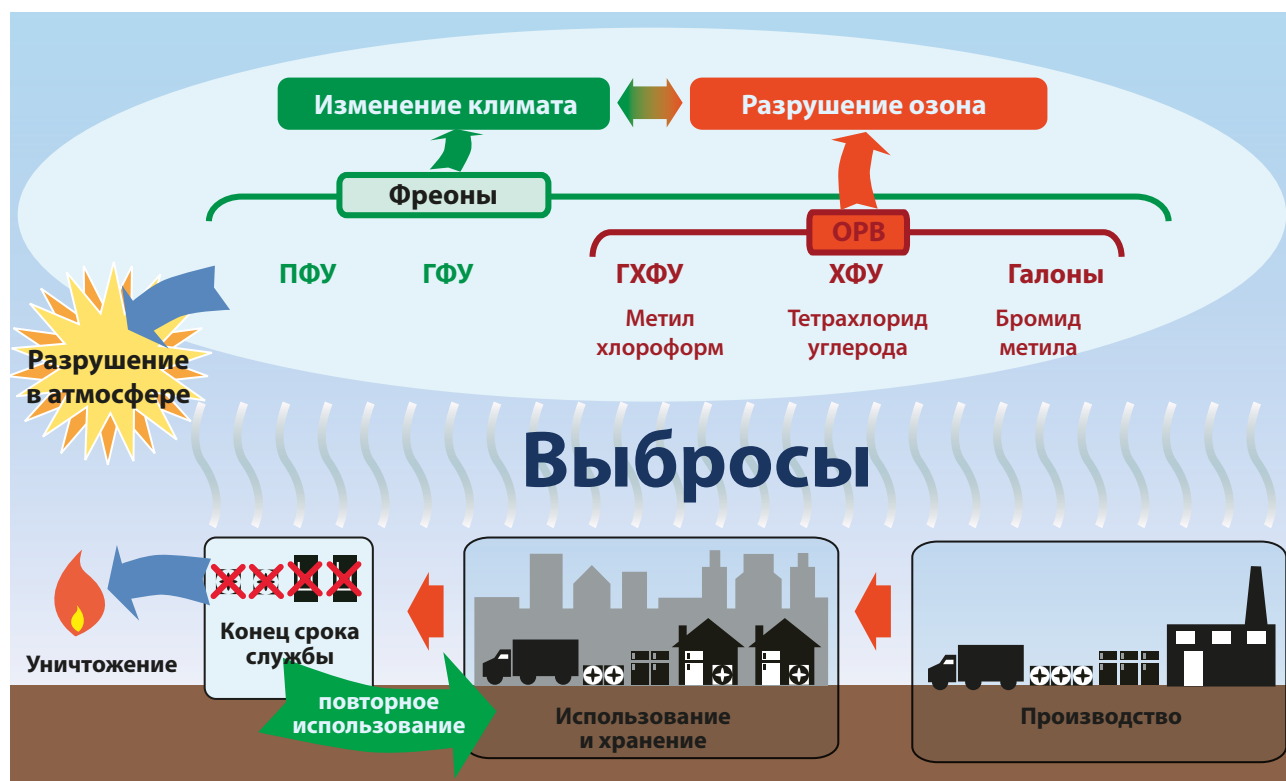 Изменение климата
Разрушение озона
Фреоны
ОРВ
ПФУ
ГФУ
ГХФУ
ХФУ
Галоны
Метил
хлороформ
Тетрахлорид
углерода
Бромид
метила
Разрушение
в атмосфере
Выбросы
Уничтожение
Конец срока
службы
повторное
использование
Использование
и хранение
Производство